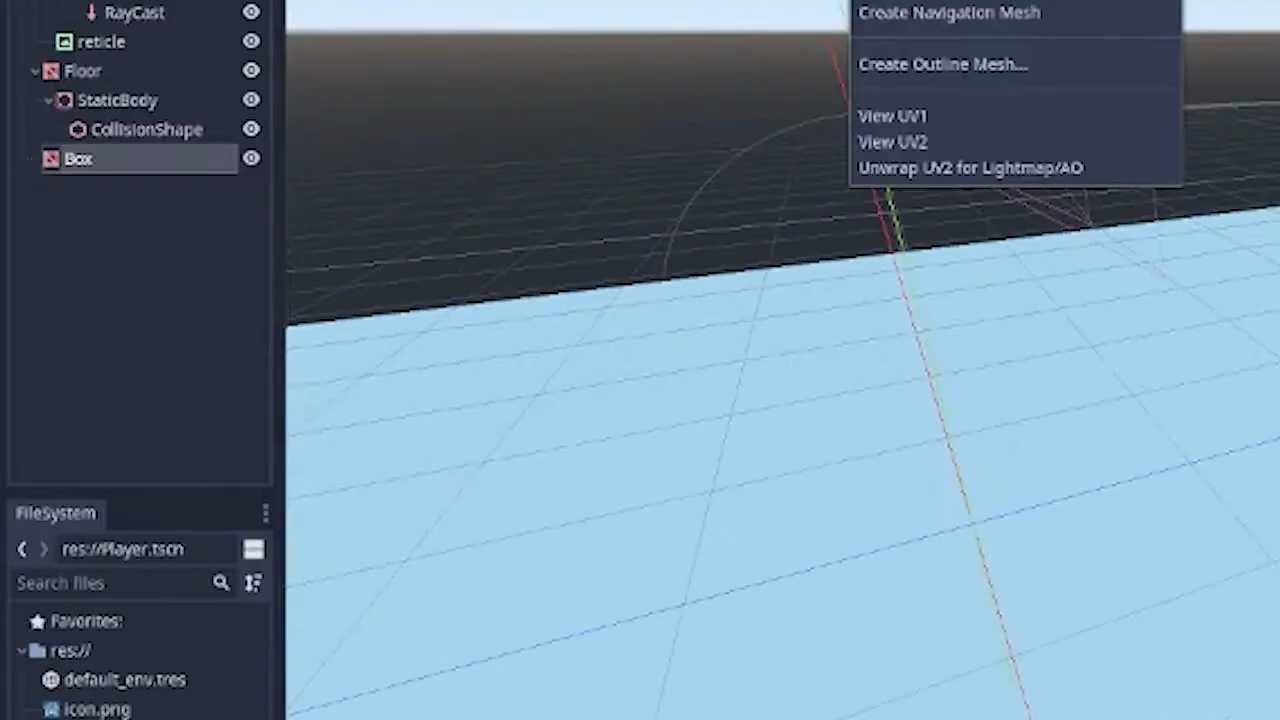 RayCast
reticle
Floor
StaticBody
CollisionShape
Box
FileSystem
res://Player.tscn
Search files
Favorites:
res://
default_env.tres
icon.png
Create Navigation Mesh
Create Outline Mesh...
View UV1
View UV2
Unwrap UV2 for Lightmap/AO